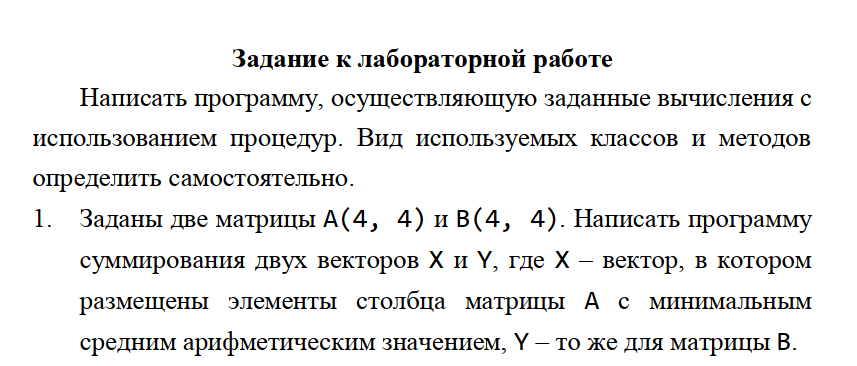 Задание к лабораторной работе
Написать программу, осуществляющую заданные вычисления с
использованием процедур. Вид используемых классов и методов
определить самостоятельно.
1. Заданы две матрицы A(4, 4) и B(4, 4). Написать программу
суммирования двух векторов X и Y, где X – вектор, в котором
размещены элементы столбца матрицы A с минимальным
средним арифметическим значением, Y – то же для матрицы B.